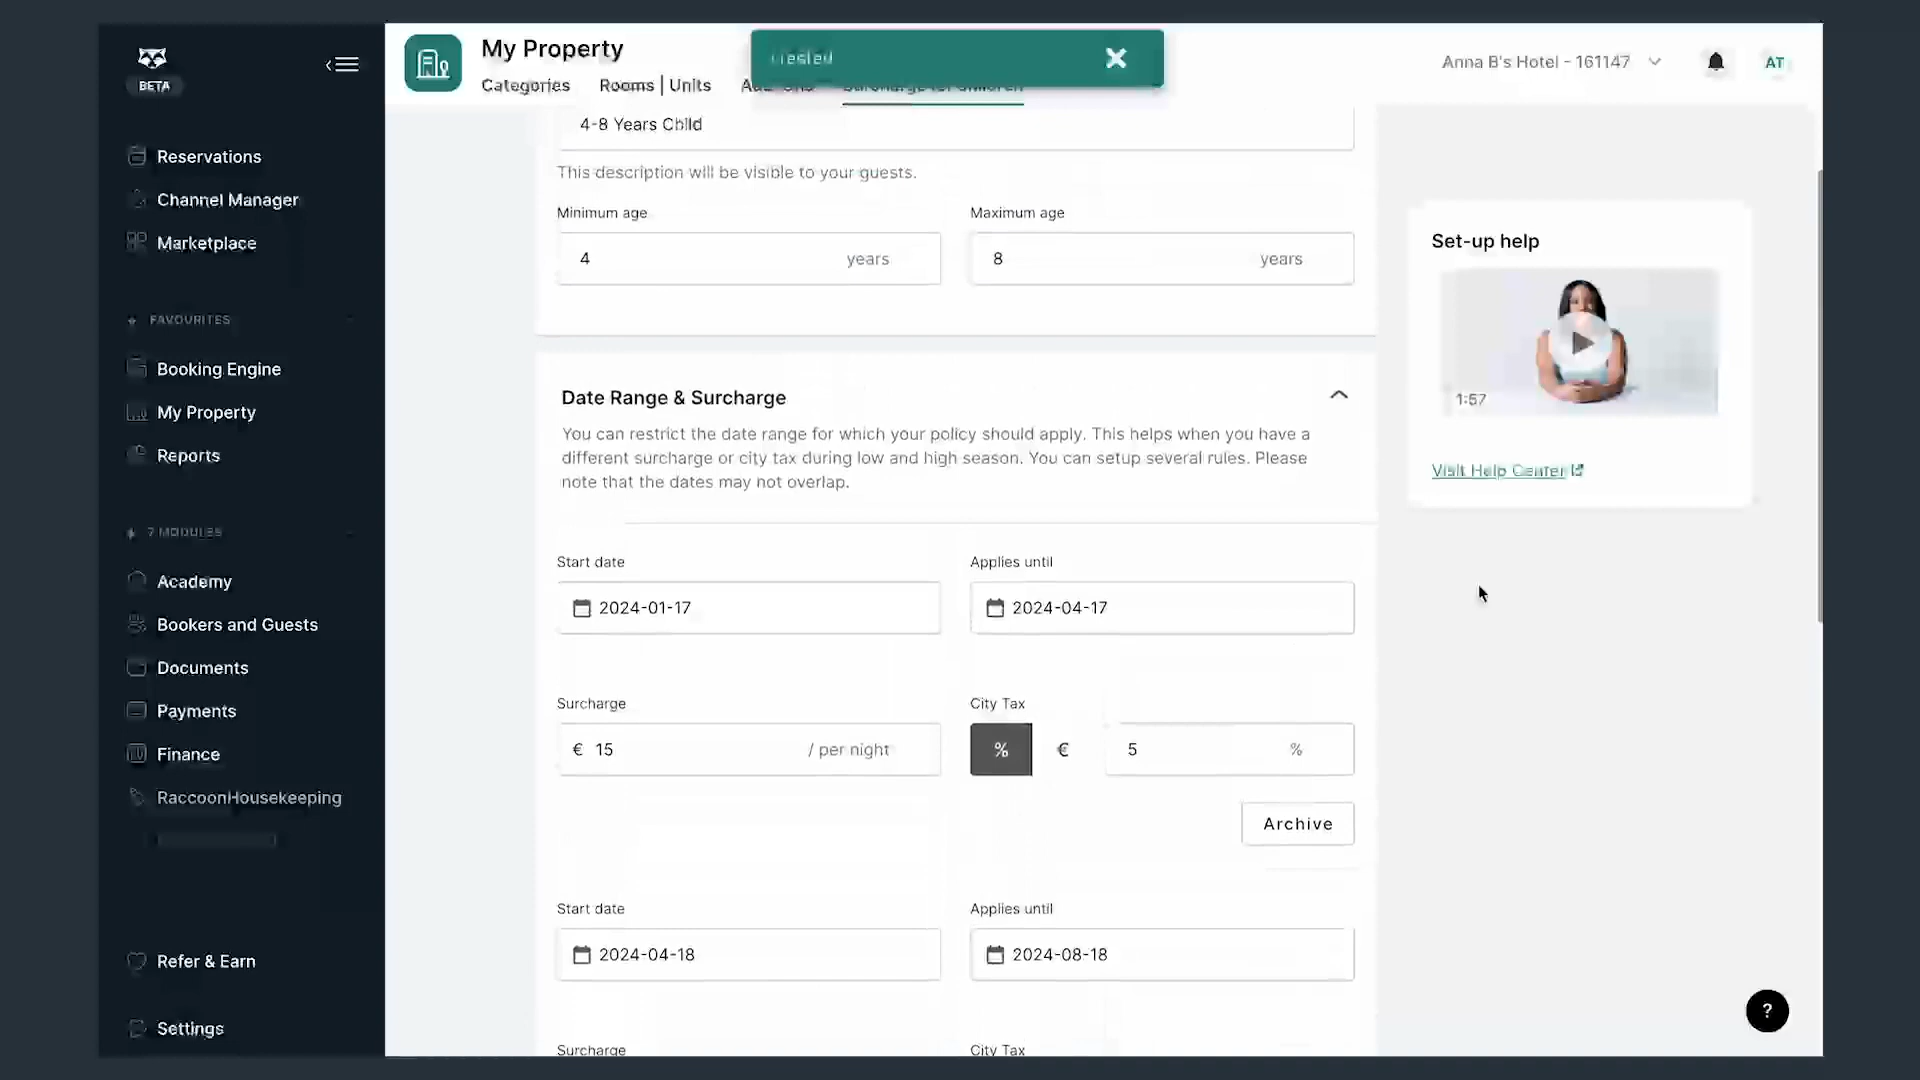 BETA
Reservations
Channel Manager
Marketplace
FAVOURITES
Booking Engine
My Property
Reports
7 MODULES
Academy
Bookers and Guests
Documents
Payments
Finance
RaccoonHousekeeping
Refer & Earn
Settings
My Property
Categories Rooms | Units
Anna B's Hotel - 161147
AT
4-8 Years Child
This description will be visible to your guests.
Minimum age Maximum age
4 years 8 years
Date Range & Surcharge
You can restrict the date range for which your policy should apply. This helps when you have a
different surcharge or city tax during low and high season. You can setup several rules. Please
note that the dates may not overlap.
Start date Applies until
2024-01-17 2024-04-17
Surcharge City Tax
€ 15 / per night % € 5 %
Archive
Start date Applies until
2024-04-18 2024-08-18
Surcharge City Tax
Set-up help
1:57
Visit Help Center
?